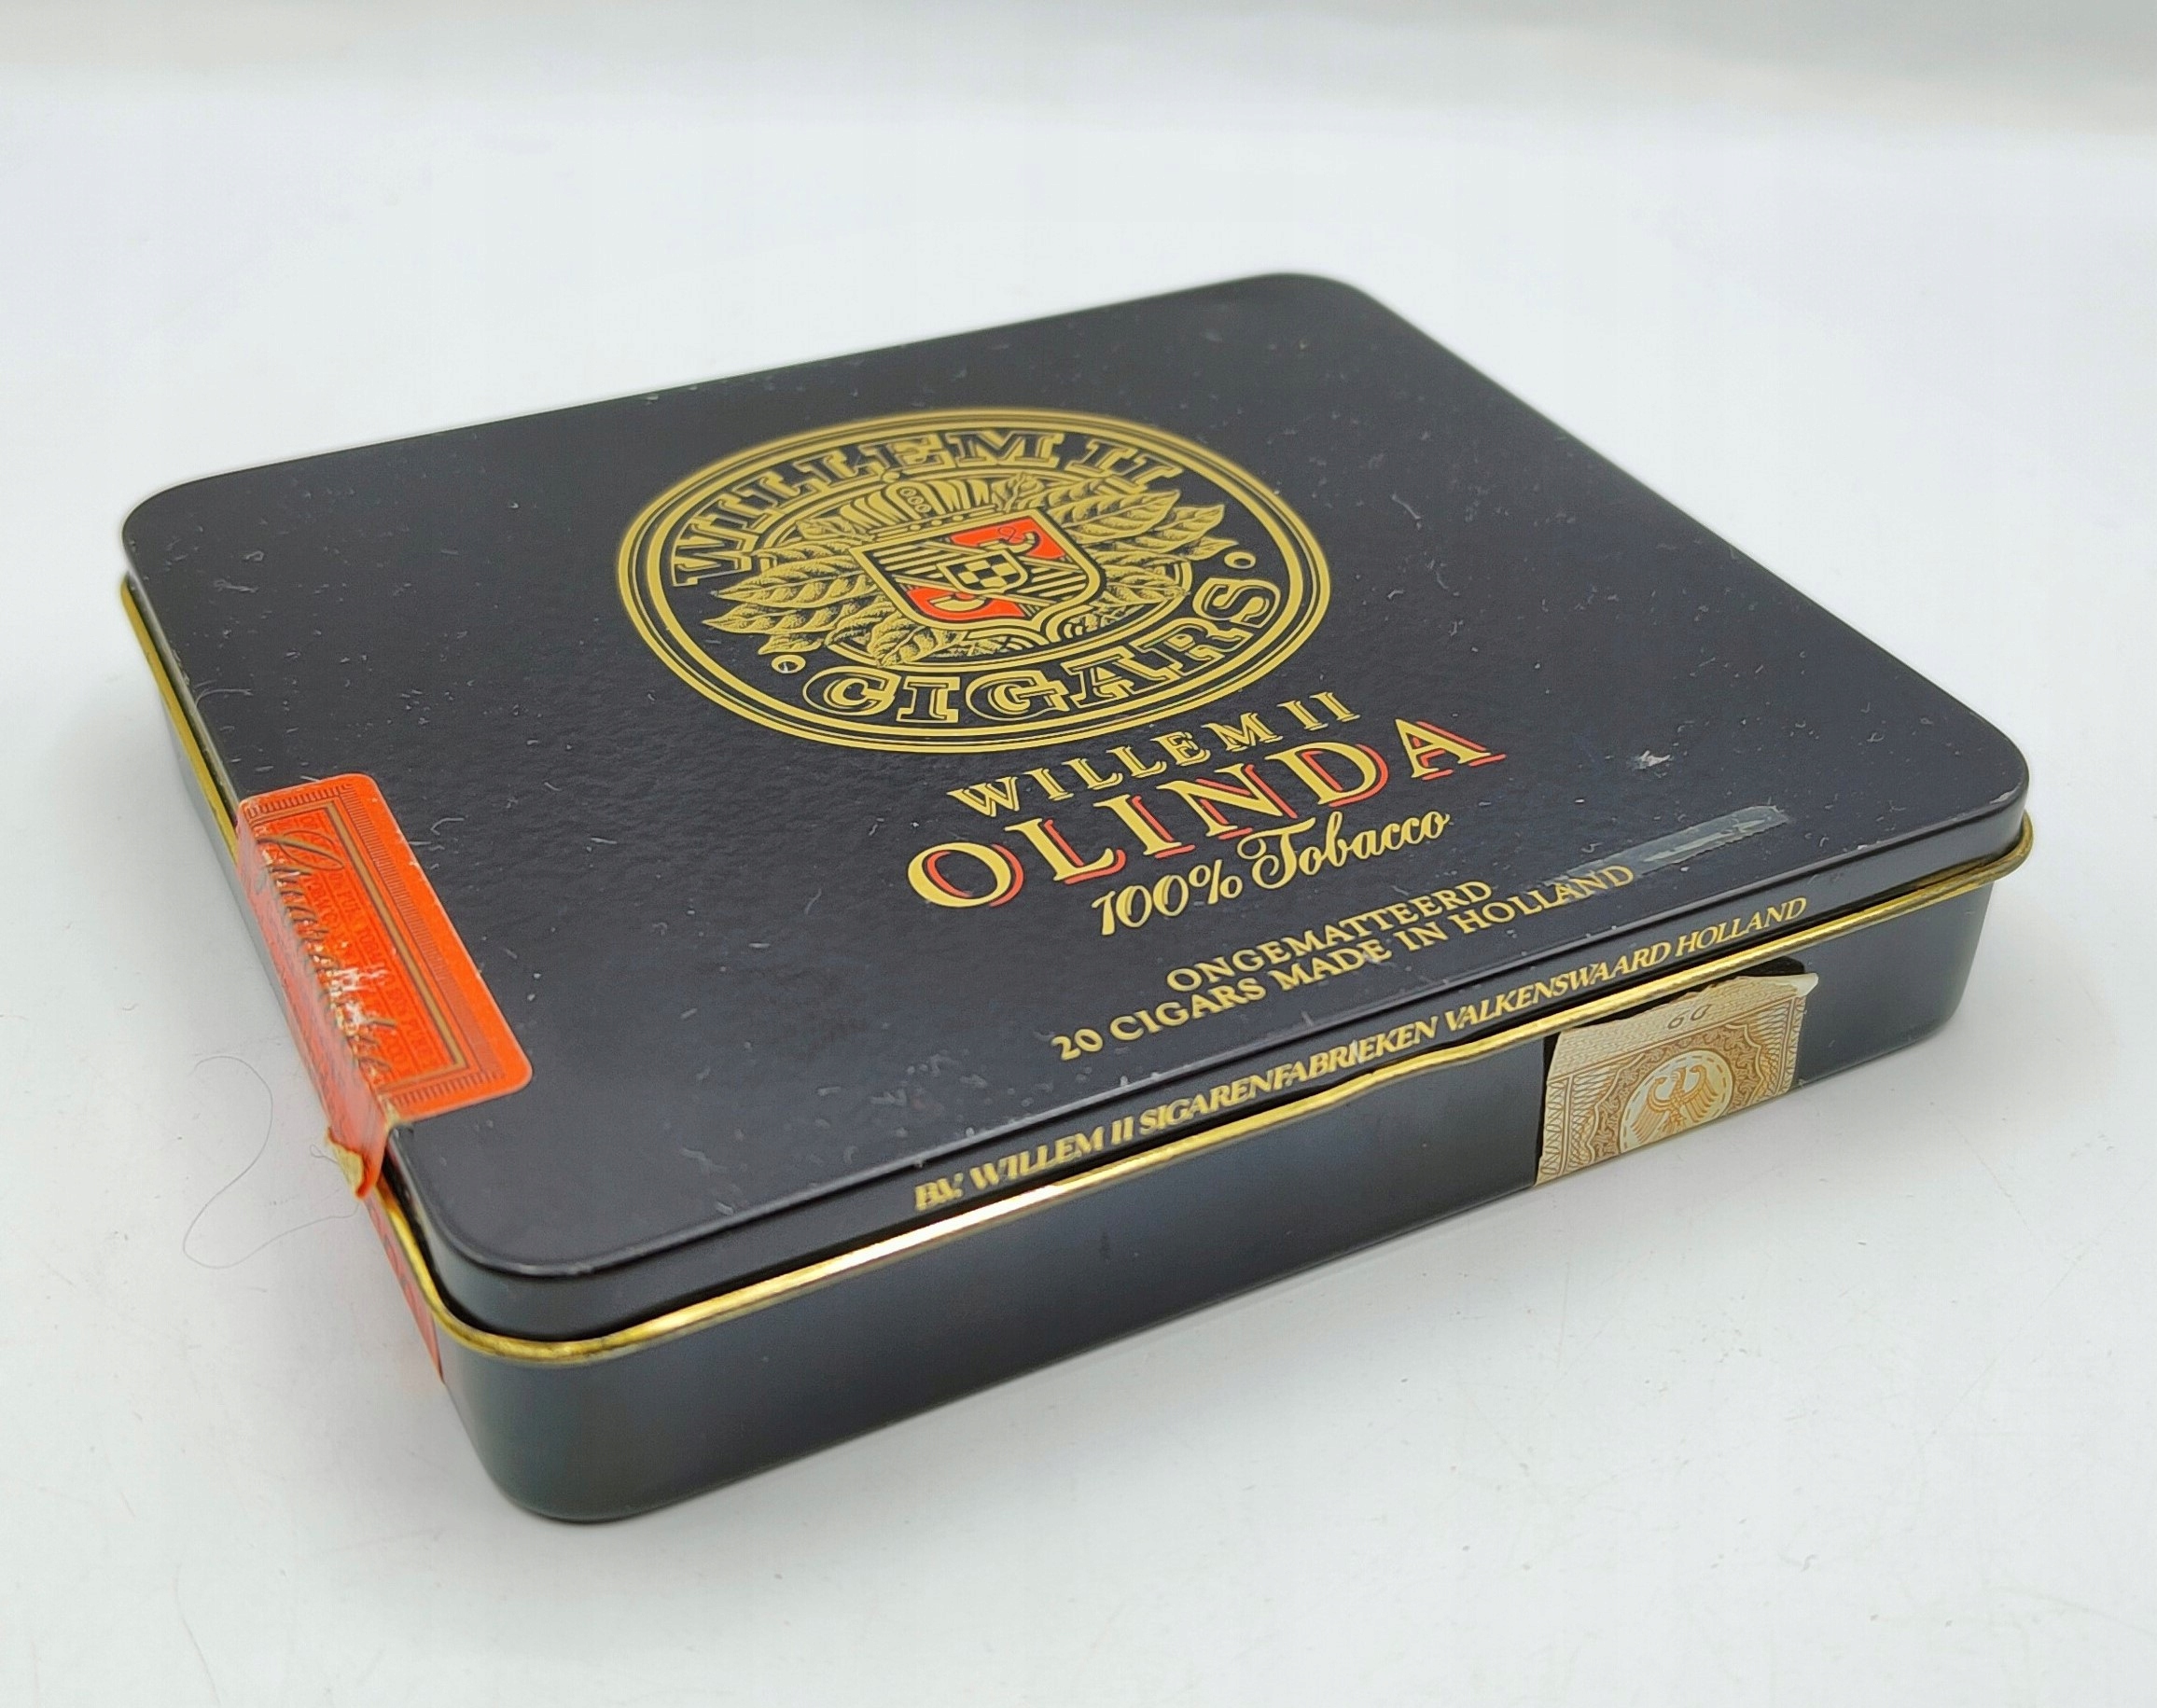 WILLEM II
CIGARS
WILLEM II
OLINDA
100% Tobacco
ONGEMATTEERD
20 CIGARS MADE IN HOLLAND
B.V. WILLEM II SIGARENFABRIEKEN VALKENSWAARD HOLLAND